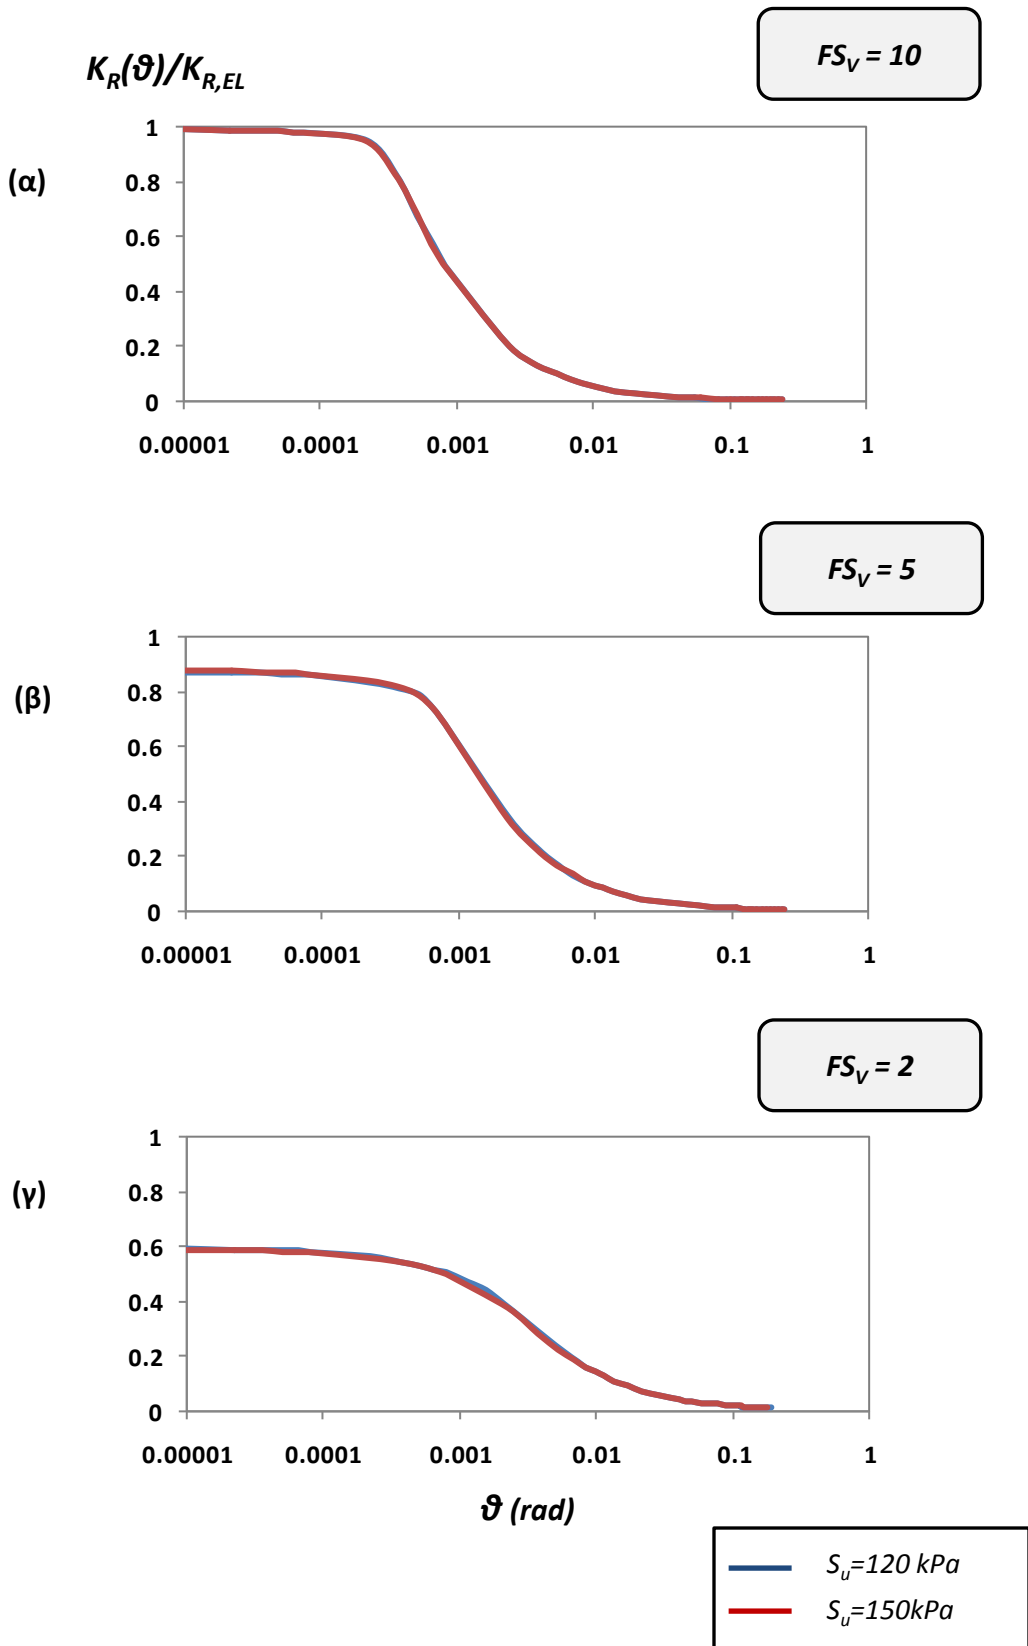 FS_V = 10
K_R(ϑ)/K_{R,EL}
(α)
1
0.8
0.6
0.4
0.2
0
0.00001 0.0001 0.001 0.01 0.1 1
FS_V = 5
(β)
1
0.8
0.6
0.4
0.2
0
0.00001 0.0001 0.001 0.01 0.1 1
FS_V = 2
(γ)
1
0.8
0.6
0.4
0.2
0
0.00001 0.0001 0.001 0.01 0.1 1
ϑ (rad)
S_u=120 kPa
S_u=150kPa